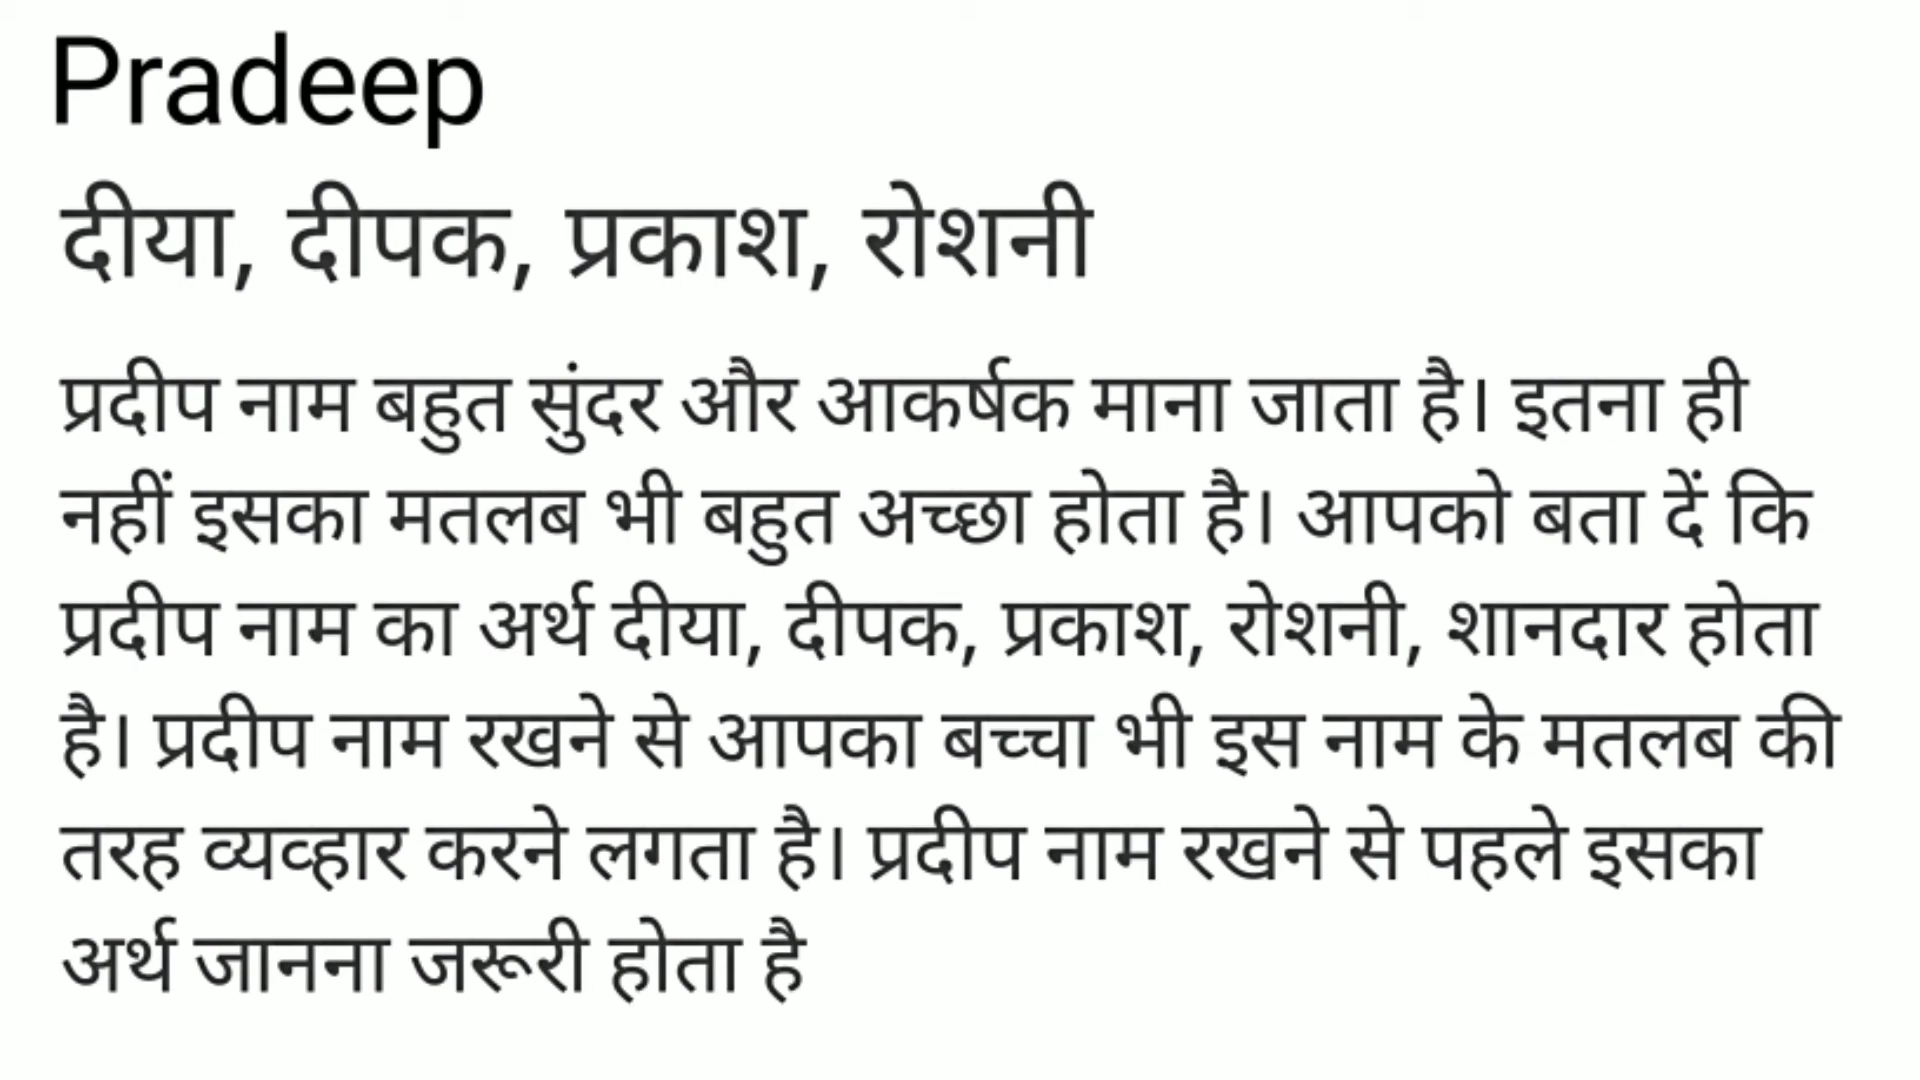 Pradeep
दीया, दीपक, प्रकाश, रोशनी
प्रदीप नाम बहुत सुंदर और आकर्षक माना जाता है। इतना ही
नहीं इसका मतलब भी बहुत अच्छा होता है। आपको बता दें कि
प्रदीप नाम का अर्थ दीया, दीपक, प्रकाश, रोशनी, शानदार होता
है। प्रदीप नाम रखने से आपका बच्चा भी इस नाम के मतलब की
तरह व्यव्हार करने लगता है। प्रदीप नाम रखने से पहले इसका
अर्थ जानना जरूरी होता है